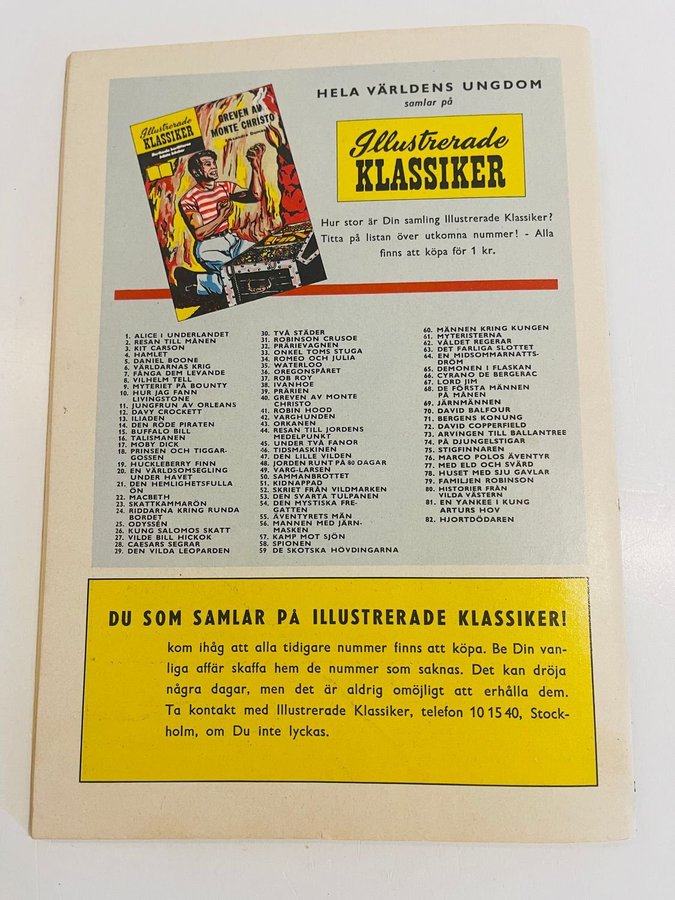 HELA VÄRLDENS UNGDOM
samlar på
Illustrerade
KLASSIKER
Illustrerade
KLASSIKER
GREVEN AV
MONTE CHRISTO
Alexandre Dumas
Hur stor är Din samling Illustrerade Klassiker?
Titta på listan över utkomna nummer! - Alla
finns att köpa för 1 kr.
1. ALICE I UNDERLANDET
2. RESAN TILL MÅNEN
3. KIT CARSON
4. HAMLET
5. DANIEL BOONE
6. VÄRLDARNAS KRIG
7. FÅNGA DEM LEVANDE
8. VILHELM TELL
9. MYTERIET PÅ BOUNTY
10. HUR JAG FANN
LIVINGSTONE
11. JUNGFRUN AV ORLEANS
12. DAVY CROCKETT
13. ILIADEN
14. DEN RÖDE PIRATEN
15. BUFFALO BILL
16. TALISMANEN
17. MOBY DICK
18. PRINSEN OCH TIGGAR-
GOSSEN
19. HUCKLEBERRY FINN
20. EN VÄRLDSOMSEGLING
UNDER HAVET
21. DEN HEMLIGHETSFULLA
ÖN
22. MACBETH
23. SKATTKAMMARÖN
24. RIDDARNA KRING RUNDA
BORDET
25. ODYSSÉN
26. KUNG SALOMOS SKATT
27. VILDE BILL HICKOK
28. CAESARS SEGRAR
29. DEN VILDA LEOPARDEN
30. TVÅ STÄDER
31. ROBINSON CRUSOE
32. PRÄRIEVAGNEN
33. ONKEL TOMS STUGA
34. ROMEO OCH JULIA
35. WATERLOO
36. OREGONSPÅRET
37. ROB ROY
38. IVANHOE
39. PRÄRIEN
40. GREVEN AV MONTE
CHRISTO
41. ROBIN HOOD
42. VARGHUNDEN
43. ORKANEN
44. RESAN TILL JORDENS
MEDELPUNKT
45. UNDER TVÅ FANOR
46. TIDSMASKINEN
47. DEN LILLE VILDEN
48. JORDEN RUNT PÅ 80 DAGAR
49. VARG-LARSEN
50. SAMMANBROTTET
51. KIDNAPPAD
52. SKRIET FRÅN VILDMARKEN
53. DEN SVARTA TULPANEN
54. DEN MYSTISKA FRE-
GATTEN
55. ÄVENTYRETS MÄN
56. MANNEN MED JÄRN-
MASKEN
57. KAMP MOT SJÖN
58. SPIONEN
59 DE SKOTSKA HÖVDINGARNA
60. MÄNNEN KRING KUNGEN
61. MYTERISTERNA
62. VÅLDET REGERAR
63. DET FARLIGA SLOTTET
64. EN MIDSOMMARNATTS-
DRÖM
65. DEMONEN I FLASKAN
66. CYRANO DE BERGERAC
67. LORD JIM
68. DE FÖRSTA MÄNNEN
PÅ MÅNEN
69. JÄRNMÄNNEN
70. DAVID BALFOUR
71. BERGENS KONUNG
72. DAVID COPPERFIELD
73. ARVINGEN TILL BALLANTREE
74. PÅ DJUNGELSTIGAR
75. STIGFINNAREN
76. MARCO POLOS ÄVENTYR
77. MED ELD OCH SVÄRD
78. HUSET MED SJU GAVLAR
79. FAMILJEN ROBINSON
80. HISTORIER FRÅN
VILDA VÄSTERN
81. EN YANKEE I KUNG
ARTURS HOV
82. HJORTDÖDAREN
DU SOM SAMLAR PÅ ILLUSTRERADE KLASSIKER!
kom ihåg att alla tidigare nummer finns att köpa. Be Din van-
liga affär skaffa hem de nummer som saknas. Det kan dröja
några dagar, men det är aldrig omöjligt att erhålla dem.
Ta kontakt med Illustrerade Klassiker, telefon 10 15 40, Stock-
holm, om Du inte lyckas.